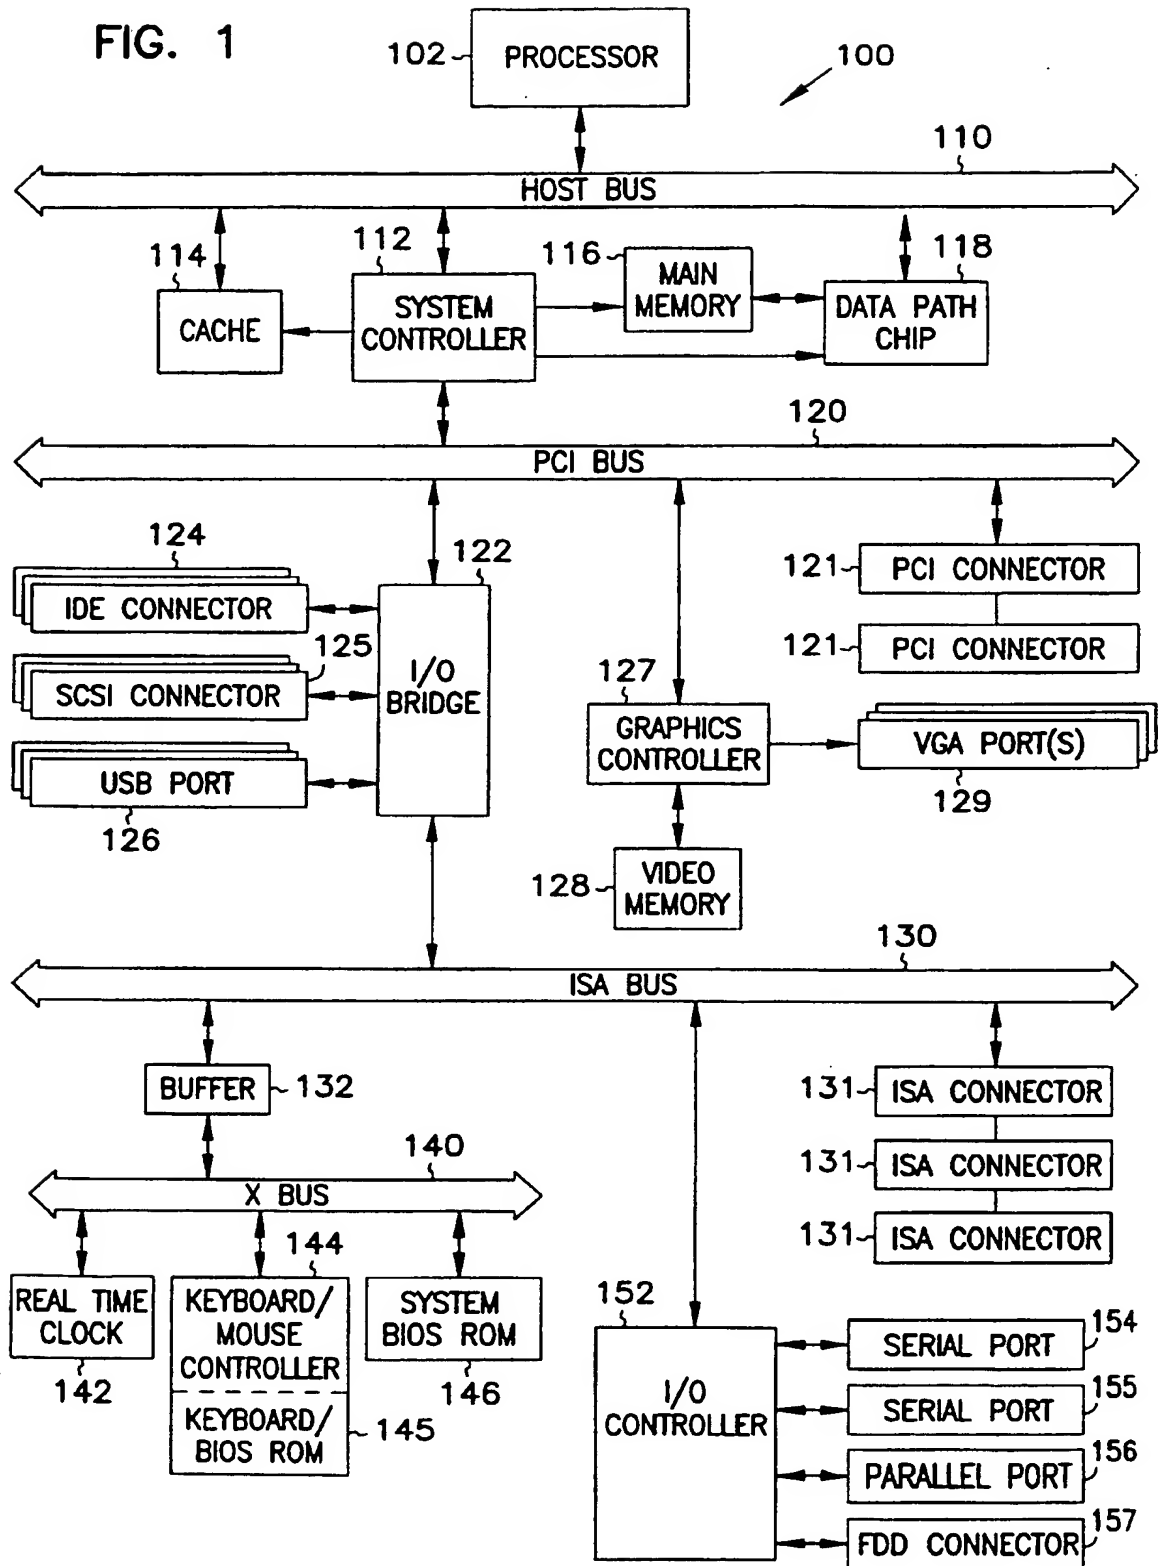 FIG. 1
102
PROCESSOR
100
110
HOST BUS
114
CACHE
112
SYSTEM
CONTROLLER
116
MAIN
MEMORY
118
DATA PATH
CHIP
120
PCI BUS
124
IDE CONNECTOR
125
SCSI CONNECTOR
USB PORT
126
122
I/O
BRIDGE
127
GRAPHICS
CONTROLLER
128
VIDEO
MEMORY
121
PCI CONNECTOR
121
PCI CONNECTOR
VGA PORT(S)
129
130
ISA BUS
BUFFER
132
140
X BUS
REAL TIME
CLOCK
142
144
KEYBOARD/
MOUSE
CONTROLLER
KEYBOARD/
BIOS ROM
145
SYSTEM
BIOS ROM
146
131
ISA CONNECTOR
131
ISA CONNECTOR
131
ISA CONNECTOR
152
I/O
CONTROLLER
SERIAL PORT
154
SERIAL PORT
155
PARALLEL PORT
156
FDD CONNECTOR
157